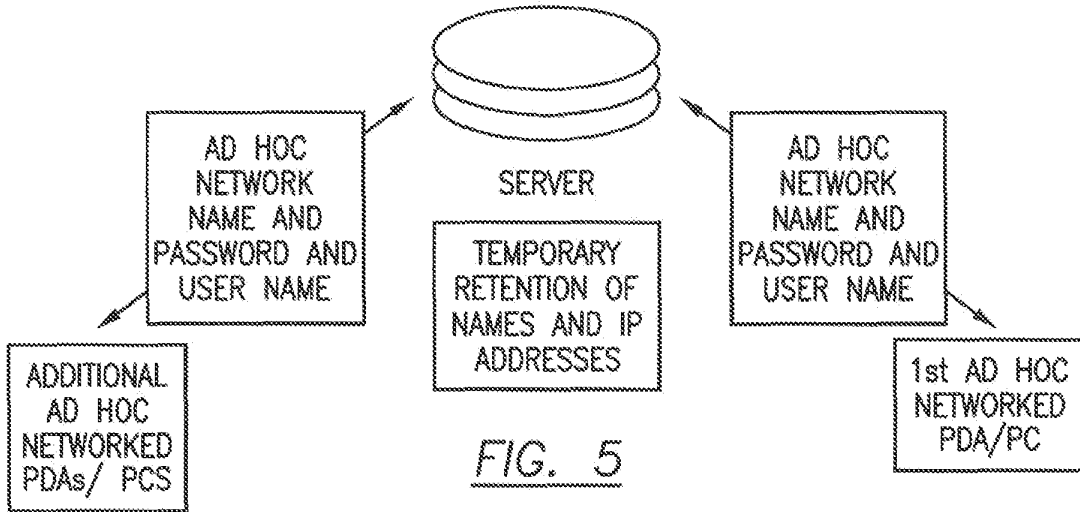 AD HOC
NETWORK
NAME AND
PASSWORD AND
USER NAME
SERVER
TEMPORARY
RETENTION OF
NAMES AND IP
ADDRESSES
AD HOC
NETWORK
NAME AND
PASSWORD AND
USER NAME
ADDITIONAL
AD HOC
NETWORKED
PDAs/ PCS
1st AD HOC
NETWORKED
PDA/PC
FIG. 5